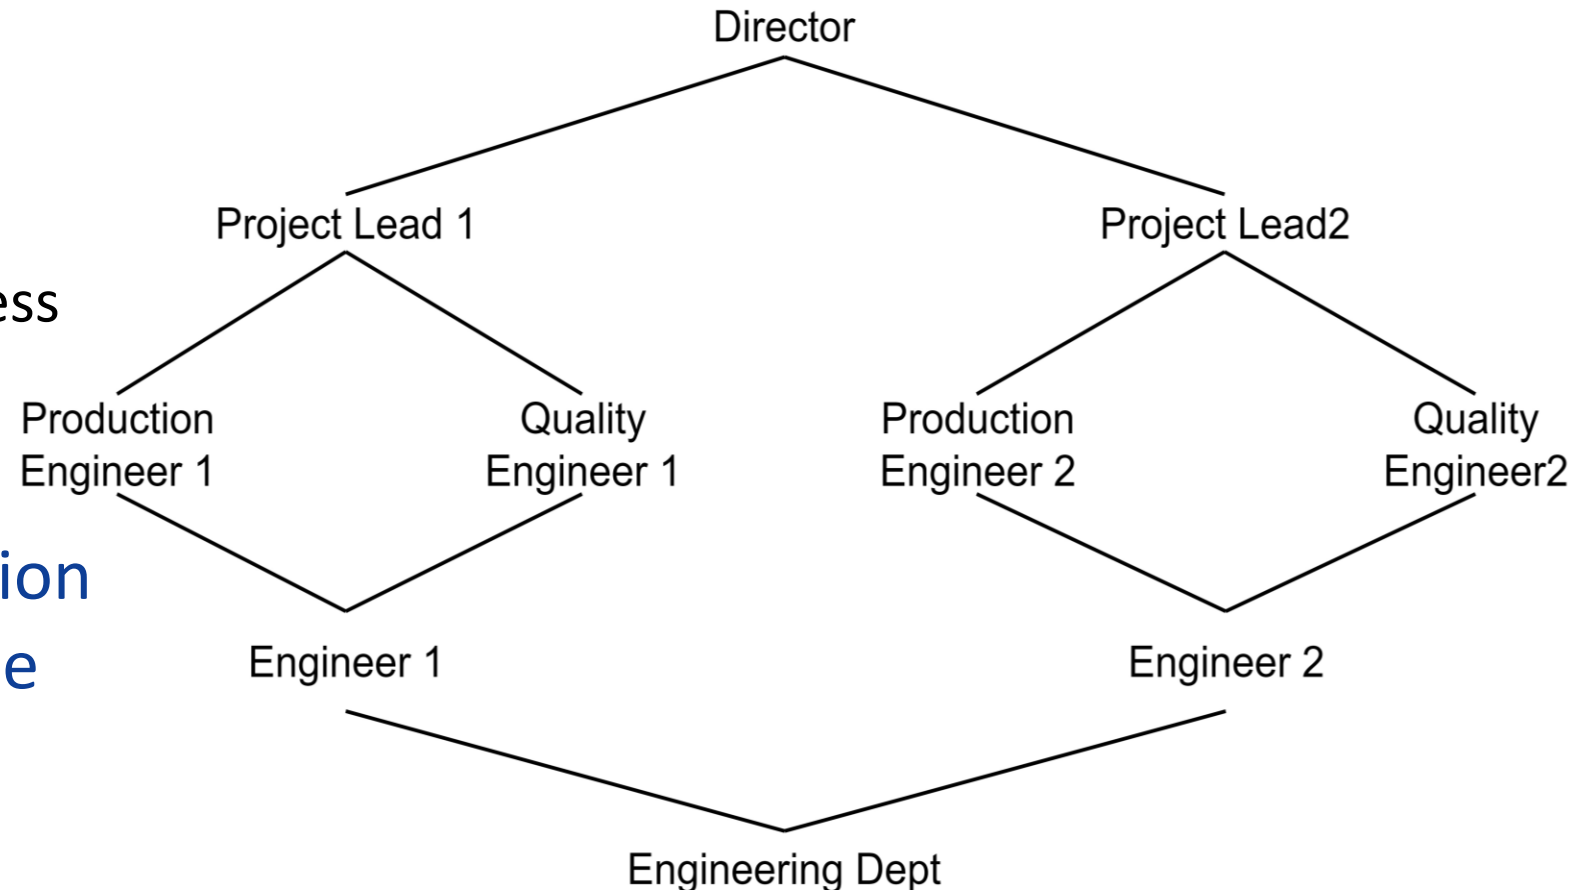 Director
Project Lead 1
Project Lead2
ess
Production
Engineer 1
Quality
Engineer 1
Production
Engineer 2
Quality
Engineer2
ion
e
Engineer 1
Engineer 2
Engineering Dept